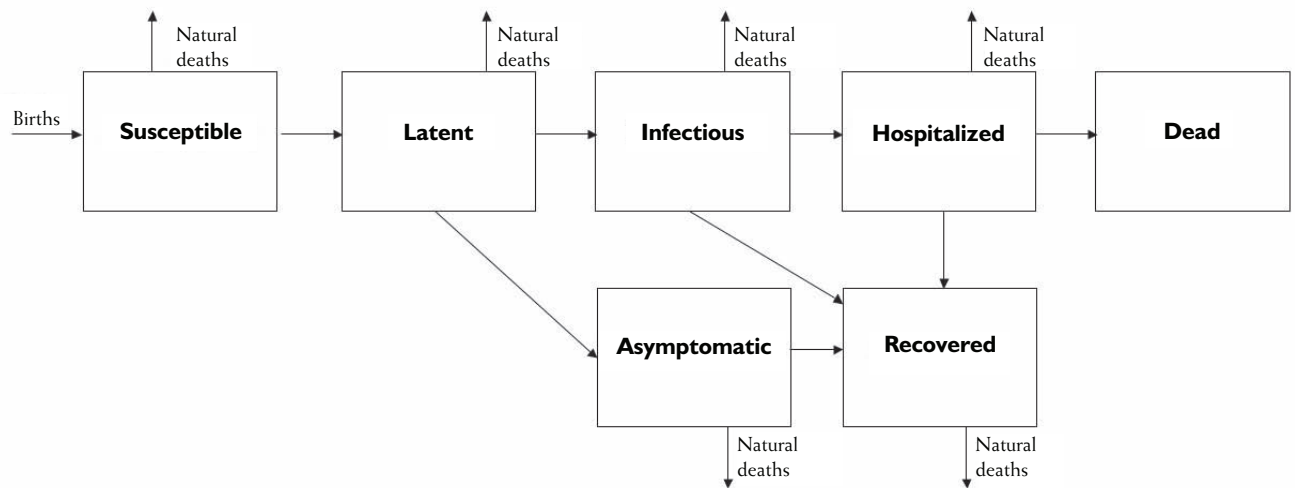 Natural
deaths
Natural
deaths
Natural
deaths
Natural
deaths
Births
Susceptible
Latent
Infectious
Hospitalized
Dead
Asymptomatic
Recovered
Natural
deaths
Natural
deaths